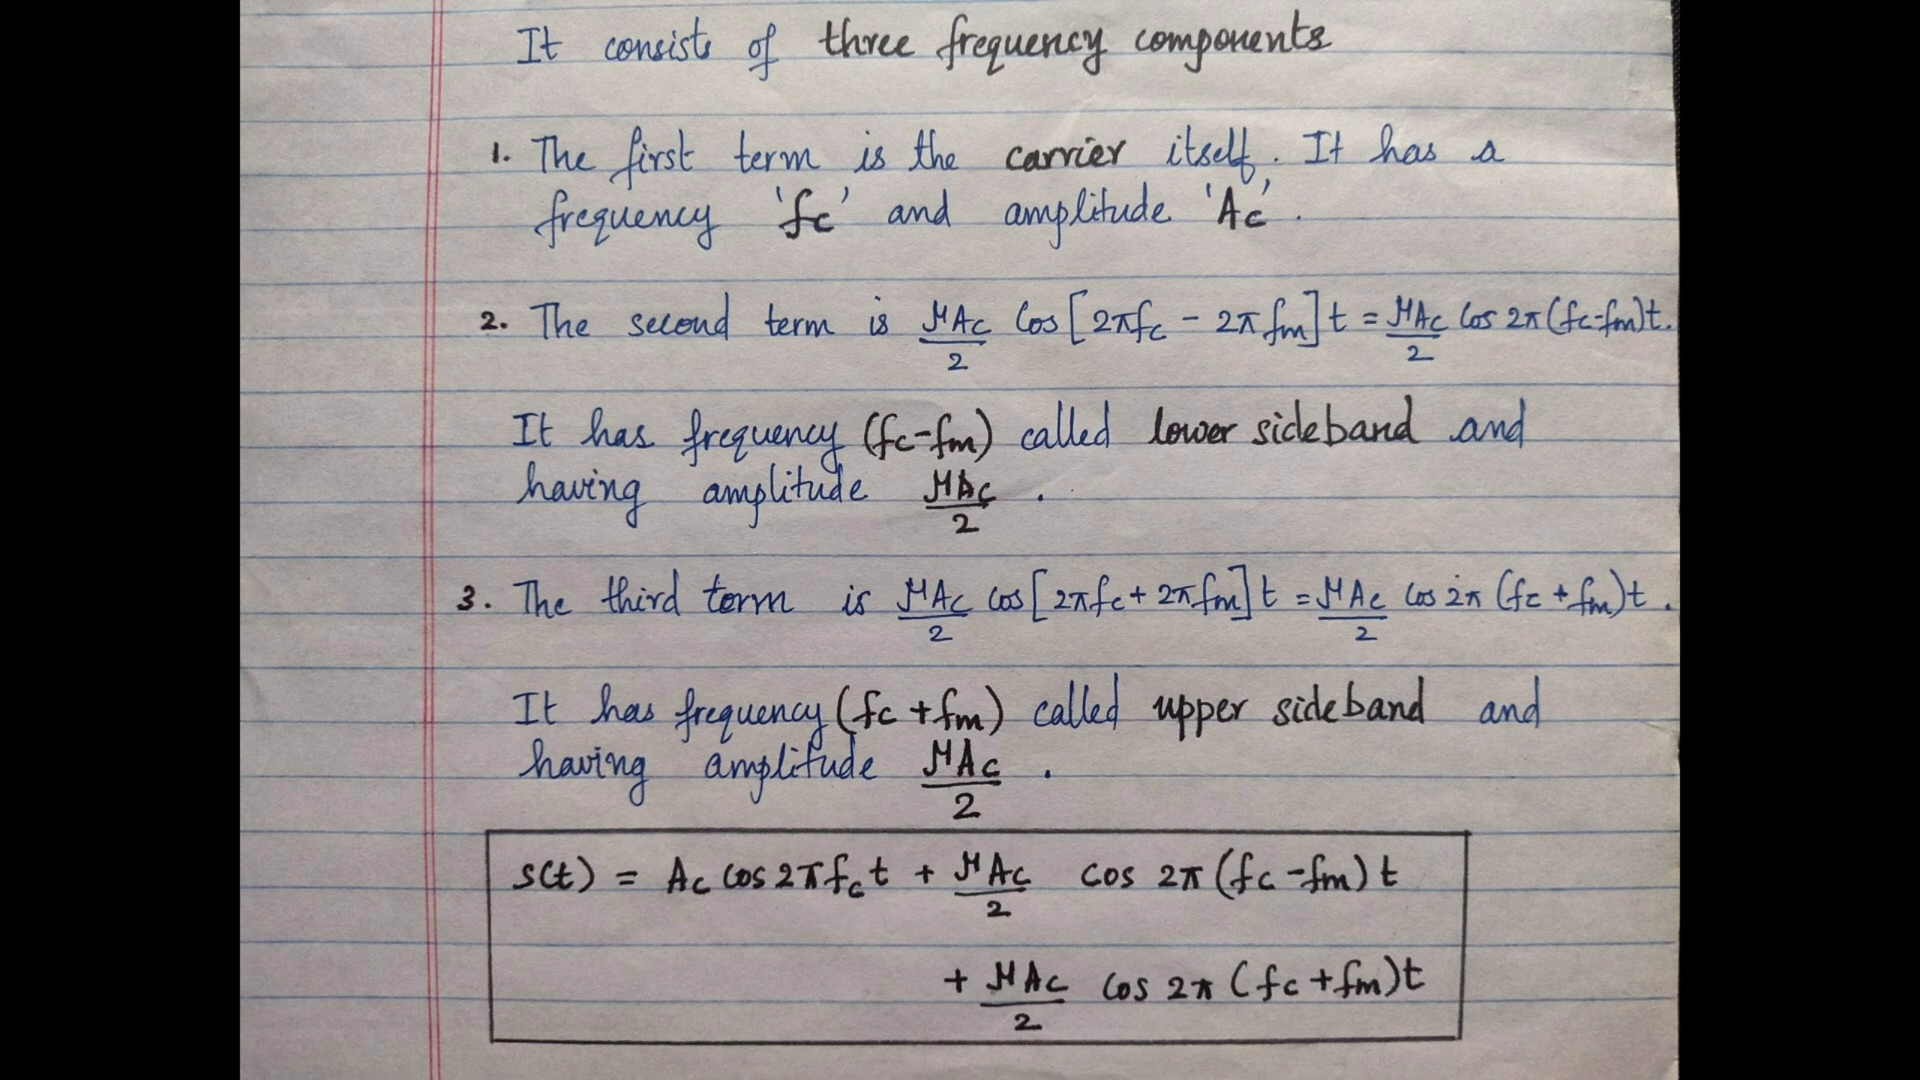 It consists of three frequency components
1. The first term is the carrier itself. It has a
frequency 'fc' and amplitude 'Ac'.
2. The second term is μAc/2 Cos[2πfc - 2πfm]t = μAc/2 Cos 2π(fc-fm)t.
It has frequency (fc-fm) called lower sideband and
having amplitude μAc/2 .
3. The third term is μAc/2 Cos[2πfc + 2πfm]t = μAc/2 Cos 2π (fc + fm)t.
It has frequency (fc + fm) called upper sideband and
having amplitude μAc/2 .
s(t) = Ac Cos 2πfct + μAc/2 Cos 2π (fc - fm) t
+ μAc/2 Cos 2π (fc + fm)t